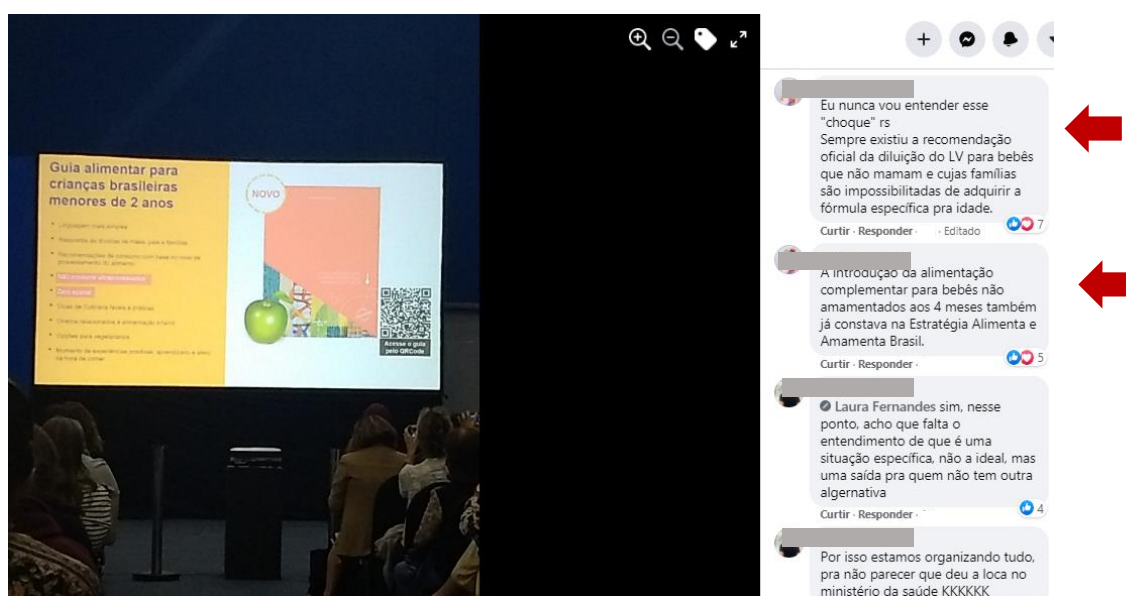 Guia alimentar para
crianças brasileiras
menores de 2 anos
• Linguagem mais simples
• Zero açúcar
NOVO
Acesse o guia
pelo QRCode
Eu nunca vou entender esse
"choque" rs
Sempre existiu a recomendação
oficial da diluição do LV para bebês
que não mamam e cujas famílias
são impossibilitadas de adquirir a
fórmula específica pra idade.
Curtir · Responder · · Editado
7
A introdução da alimentação
complementar para bebês não
amamentados aos 4 meses também
já constava na Estratégia Alimenta e
Amamenta Brasil.
Curtir · Responder ·
5
Laura Fernandes sim, nesse
ponto, acho que falta o
entendimento de que é uma
situação específica, não a ideal, mas
uma saída pra quem não tem outra
algernativa
Curtir · Responder ·
4
Por isso estamos organizando tudo,
pra não parecer que deu a loca no
ministério da saúde KKKKKK